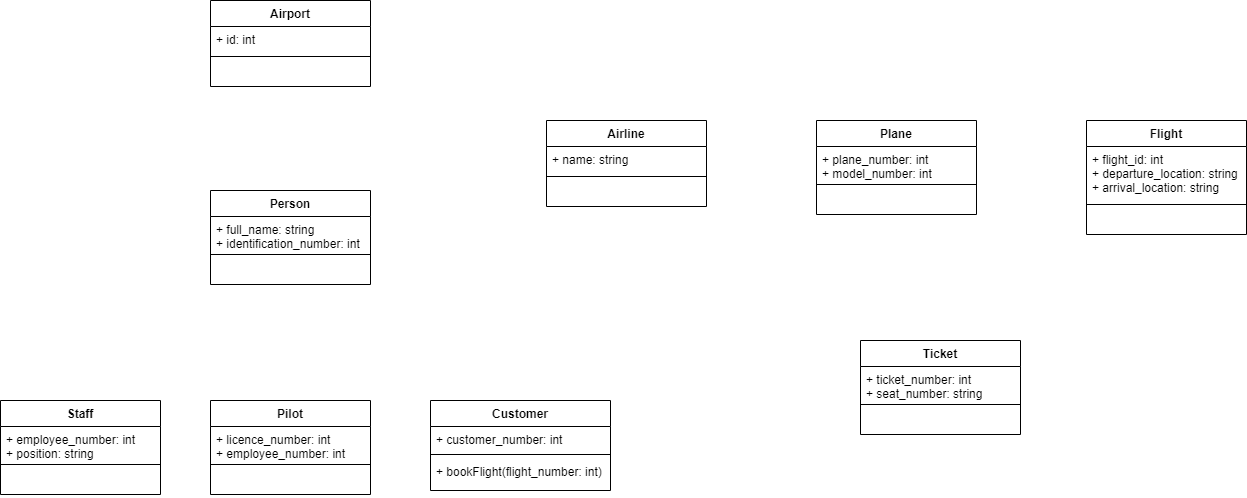 Airport
+ id: int
Airline
+ name: string
Plane
+ plane_number: int
+ model_number: int
Flight
+ flight_id: int
+ departure_location: string
+ arrival_location: string
Person
+ full_name: string
+ identification_number: int
Ticket
+ ticket_number: int
+ seat_number: string
Staff
+ employee_number: int
+ position: string
Pilot
+ licence_number: int
+ employee_number: int
Customer
+ customer_number: int
+ bookFlight(flight_number: int)